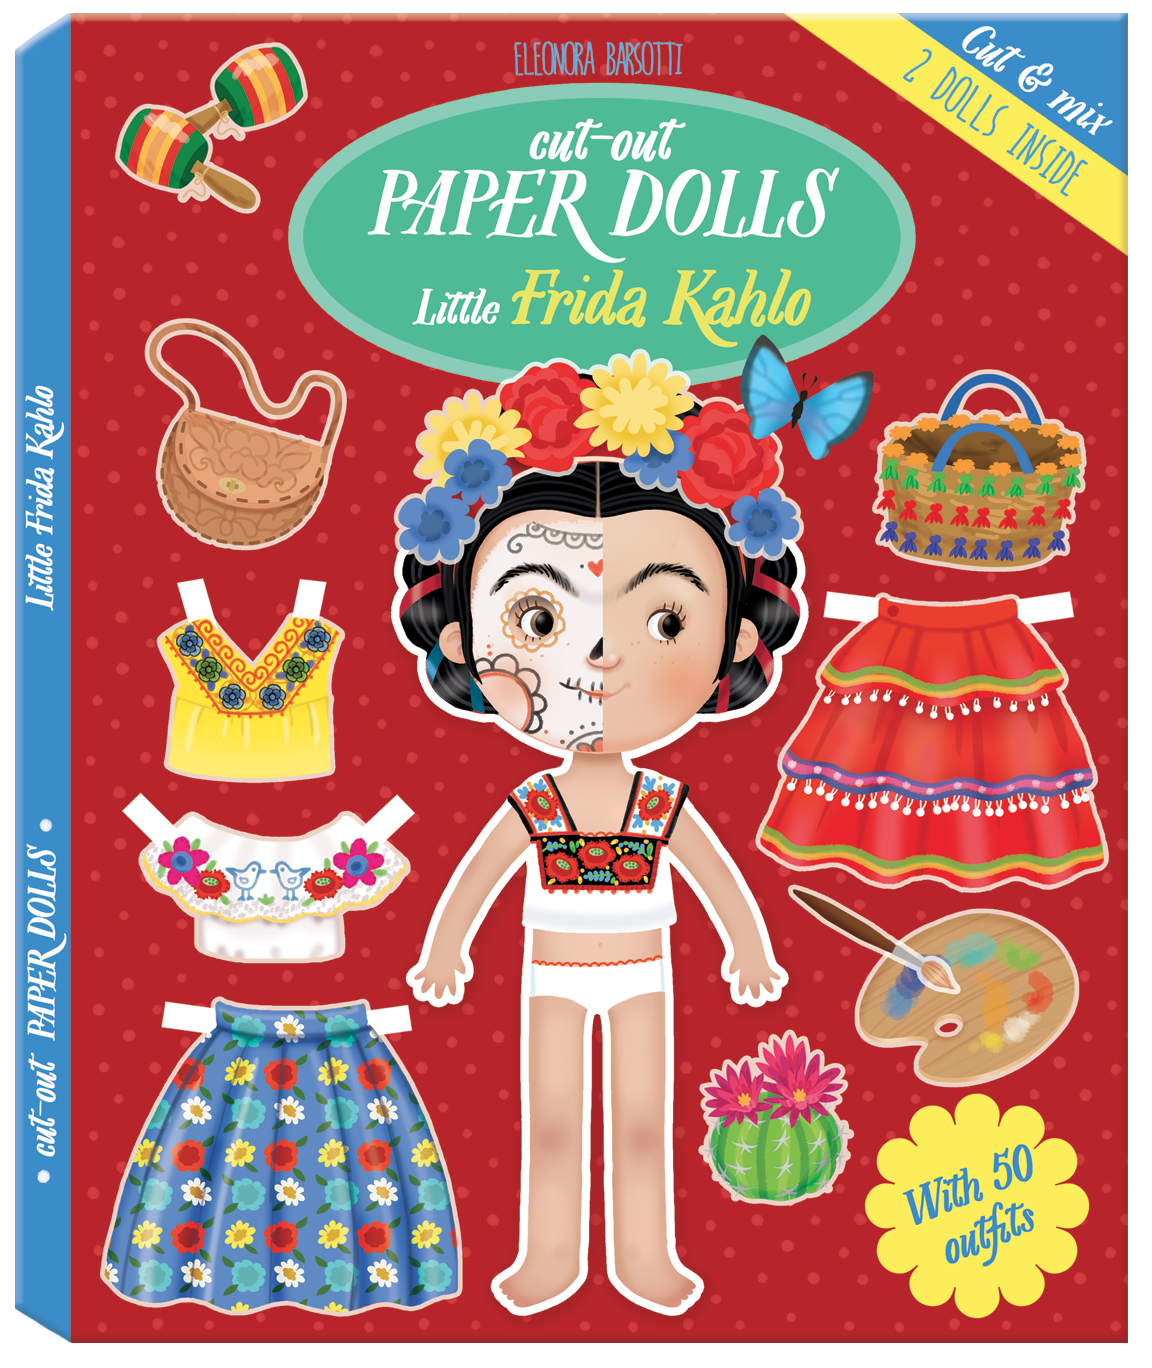 ELEONORA BARSOTTI
cut-out
PAPER DOLLS
Little Frida Kahlo
Cut & mix
2 DOLLS INSIDE
With 50
outfits
• cut-out PAPER DOLLS • Little Frida Kahlo